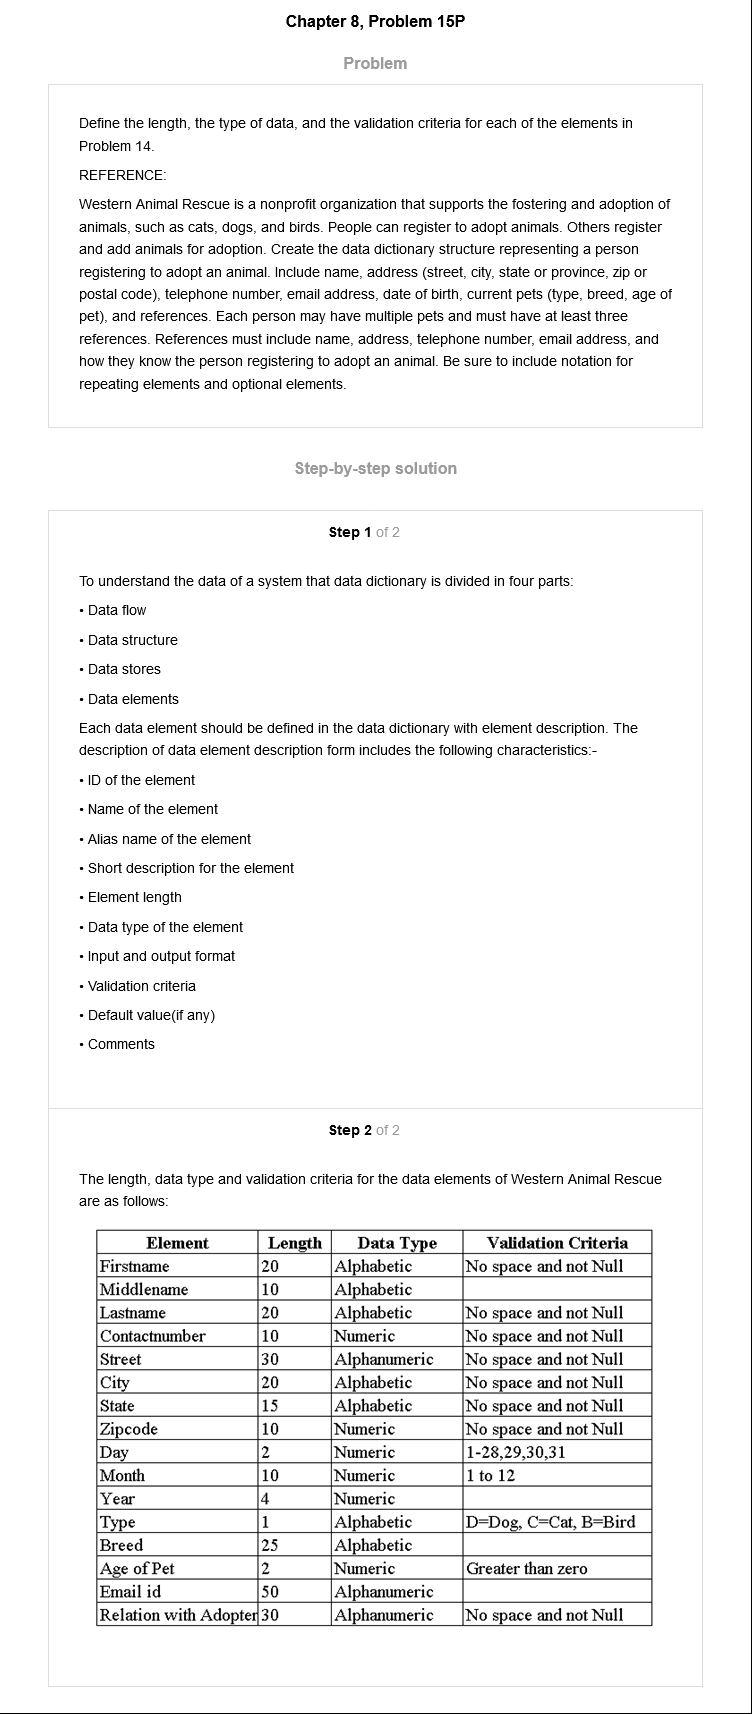 Chapter 8, Problem 15P
Problem
Define the length, the type of data, and the validation criteria for each of the elements in
Problem 14.
REFERENCE:
Western Animal Rescue is a nonprofit organization that supports the fostering and adoption of
animals, such as cats, dogs, and birds. People can register to adopt animals. Others register
and add animals for adoption. Create the data dictionary structure representing a person
registering to adopt an animal. Include name, address (street, city, state or province, zip or
postal code), telephone number, email address, date of birth, current pets (type, breed, age of
pet), and references. Each person may have multiple pets and must have at least three
references. References must include name, address, telephone number, email address, and
how they know the person registering to adopt an animal. Be sure to include notation for
repeating elements and optional elements.
Step-by-step solution
Step 1 of 2
To understand the data of a system that data dictionary is divided in four parts:
• Data flow
• Data structure
• Data stores
• Data elements
Each data element should be defined in the data dictionary with element description. The
description of data element description form includes the following characteristics:-
• ID of the element
• Name of the element
• Alias name of the element
• Short description for the element
• Element length
• Data type of the element
• Input and output format
• Validation criteria
• Default value(if any)
• Comments
Step 2 of 2
The length, data type and validation criteria for the data elements of Western Animal Rescue
are as follows:
Element Length Data Type Validation Criteria
Firstname 20 Alphabetic No space and not Null
Middlename 10 Alphabetic
Lastname 20 Alphabetic No space and not Null
Contactnumber 10 Numeric No space and not Null
Street 30 Alphanumeric No space and not Null
City 20 Alphabetic No space and not Null
State 15 Alphabetic No space and not Null
Zipcode 10 Numeric No space and not Null
Day 2 Numeric 1-28,29,30,31
Month 10 Numeric 1 to 12
Year 4 Numeric
Type 1 Alphabetic D=Dog, C=Cat, B=Bird
Breed 25 Alphabetic
Age of Pet 2 Numeric Greater than zero
Email id 50 Alphanumeric
Relation with Adopter 30 Alphanumeric No space and not Null